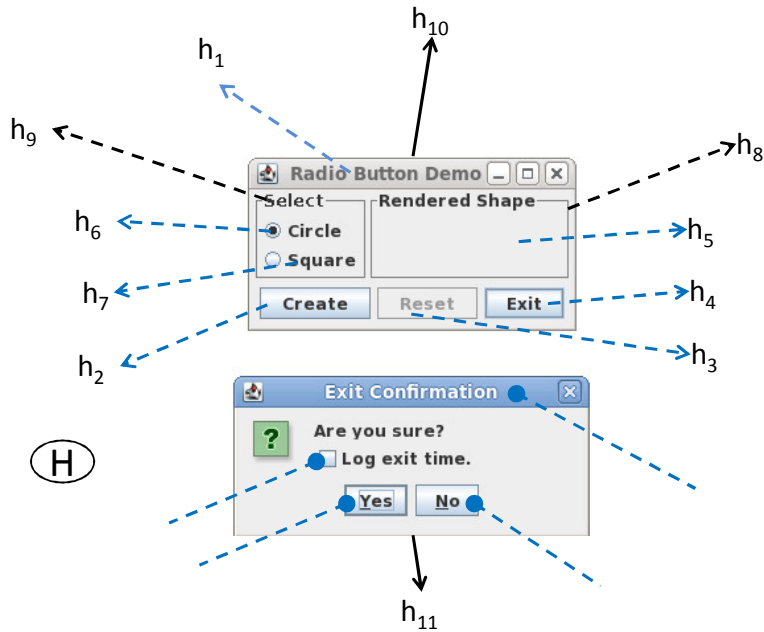 h10
h1
h9
h8
Radio Button Demo
Select
Rendered Shape
h6
Circle
h5
Square
h7
h4
Create
Reset
Exit
h2
h3
Exit Confirmation
?
Are you sure?
H
Log exit time.
Yes
No
h11